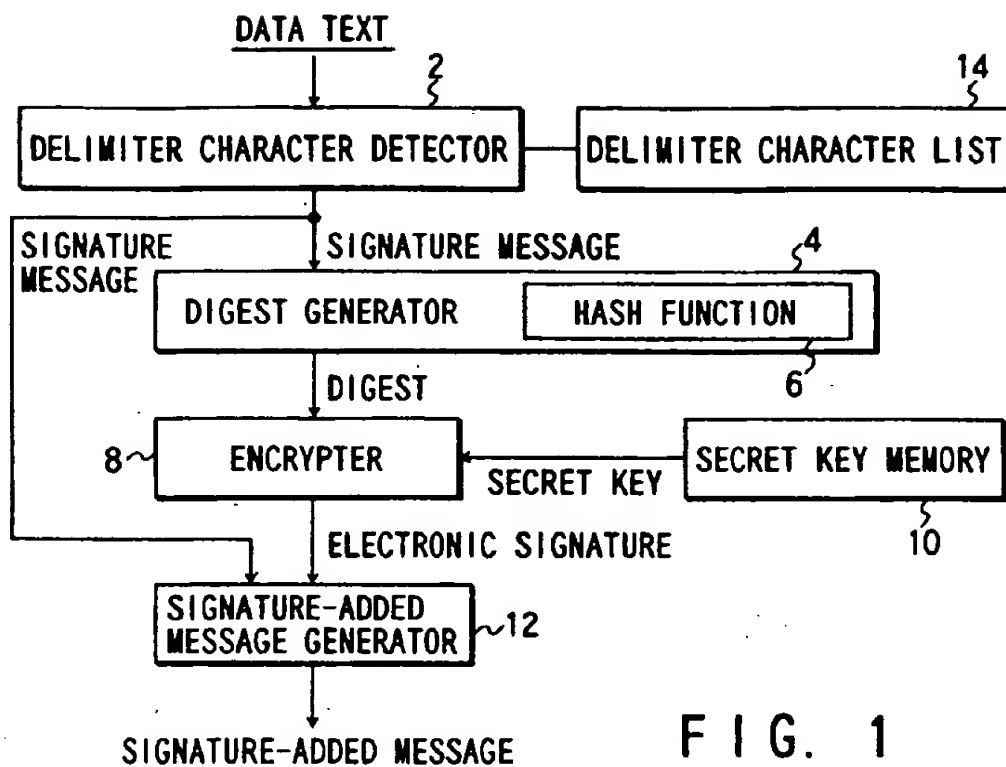 DATA TEXT
2
14
DELIMITER CHARACTER DETECTOR
DELIMITER CHARACTER LIST
SIGNATURE
MESSAGE
SIGNATURE MESSAGE
4
DIGEST GENERATOR
HASH FUNCTION
6
DIGEST
8
ENCRYPTER
SECRET KEY
SECRET KEY MEMORY
10
ELECTRONIC SIGNATURE
SIGNATURE-ADDED
MESSAGE GENERATOR
12
SIGNATURE-ADDED MESSAGE
FIG. 1